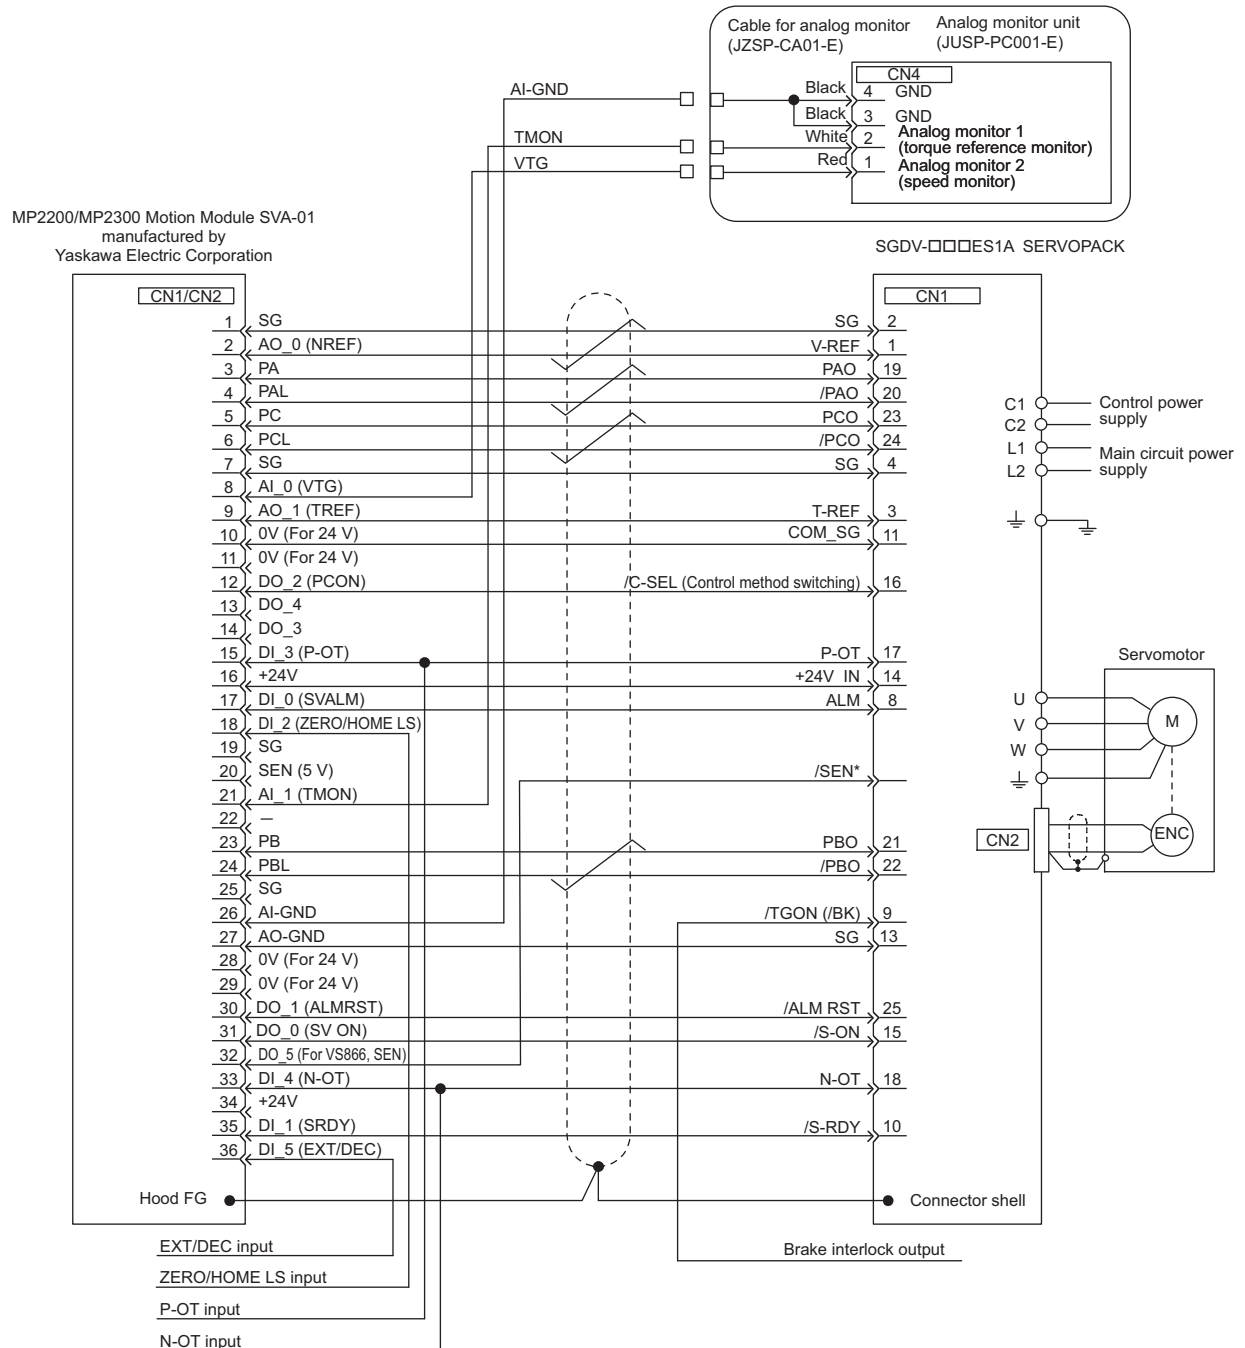 Cable for analog monitor
(JZSP-CA01-E)
Analog monitor unit
(JUSP-PC001-E)
CN4
Black 4 GND
Black 3 GND
White 2 Analog monitor 1
(torque reference monitor)
Red 1 Analog monitor 2
(speed monitor)
AI-GND
TMON
VTG
MP2200/MP2300 Motion Module SVA-01
manufactured by
Yaskawa Electric Corporation
SGDV-□□□ES1A SERVOPACK
CN1/CN2
CN1
1 SG SG 2
2 AO_0 (NREF) V-REF 1
3 PA PAO 19
4 PAL /PAO 20
5 PC PCO 23
6 PCL /PCO 24
7 SG SG 4
8 AI_0 (VTG)
9 AO_1 (TREF) T-REF 3
10 0V (For 24 V) COM_SG 11
11 0V (For 24 V)
12 DO_2 (PCON) /C-SEL (Control method switching) 16
13 DO_4
14 DO_3
15 DI_3 (P-OT) P-OT 17
16 +24V +24V IN 14
17 DI_0 (SVALM) ALM 8
18 DI_2 (ZERO/HOME LS)
19 SG
20 SEN (5 V) /SEN*
21 AI_1 (TMON)
22 –
23 PB PBO 21
24 PBL /PBO 22
25 SG
26 AI-GND /TGON (/BK) 9
27 AO-GND SG 13
28 0V (For 24 V)
29 0V (For 24 V)
30 DO_1 (ALMRST) /ALM RST 25
31 DO_0 (SV ON) /S-ON 15
32 DO_5 (For VS866, SEN)
33 DI_4 (N-OT) N-OT 18
34 +24V
35 DI_1 (SRDY) /S-RDY 10
36 DI_5 (EXT/DEC)
Hood FG
Connector shell
C1
C2
Control power
supply
L1
L2
Main circuit power
supply
Servomotor
U
V
W
M
CN2
ENC
EXT/DEC input
Brake interlock output
ZERO/HOME LS input
P-OT input
N-OT input